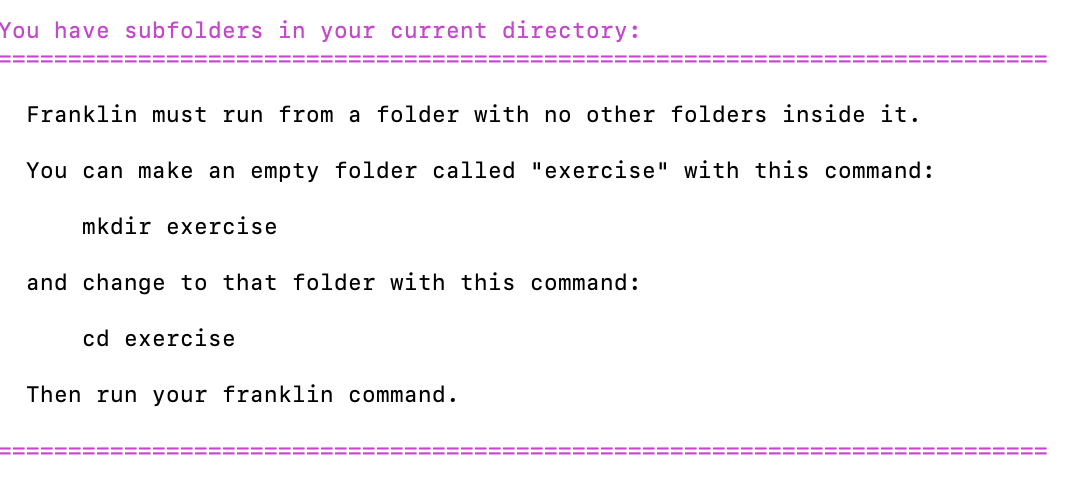 You have subfolders in your current directory:
===========================================================================
Franklin must run from a folder with no other folders inside it.
You can make an empty folder called "exercise" with this command:
mkdir exercise
and change to that folder with this command:
cd exercise
Then run your franklin command.
===========================================================================